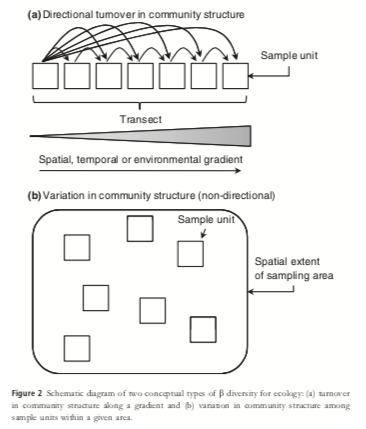 (a) Directional turnover in community structure
Sample unit
Transect
Spatial, temporal or environmental gradient
(b) Variation in community structure (non-directional)
Sample unit
Spatial extent
of sampling area
Figure 2 Schematic diagram of two conceptual types of β diversity for ecology: (a) turnover
in community structure along a gradient and (b) variation in community structure among
sample units within a given area.